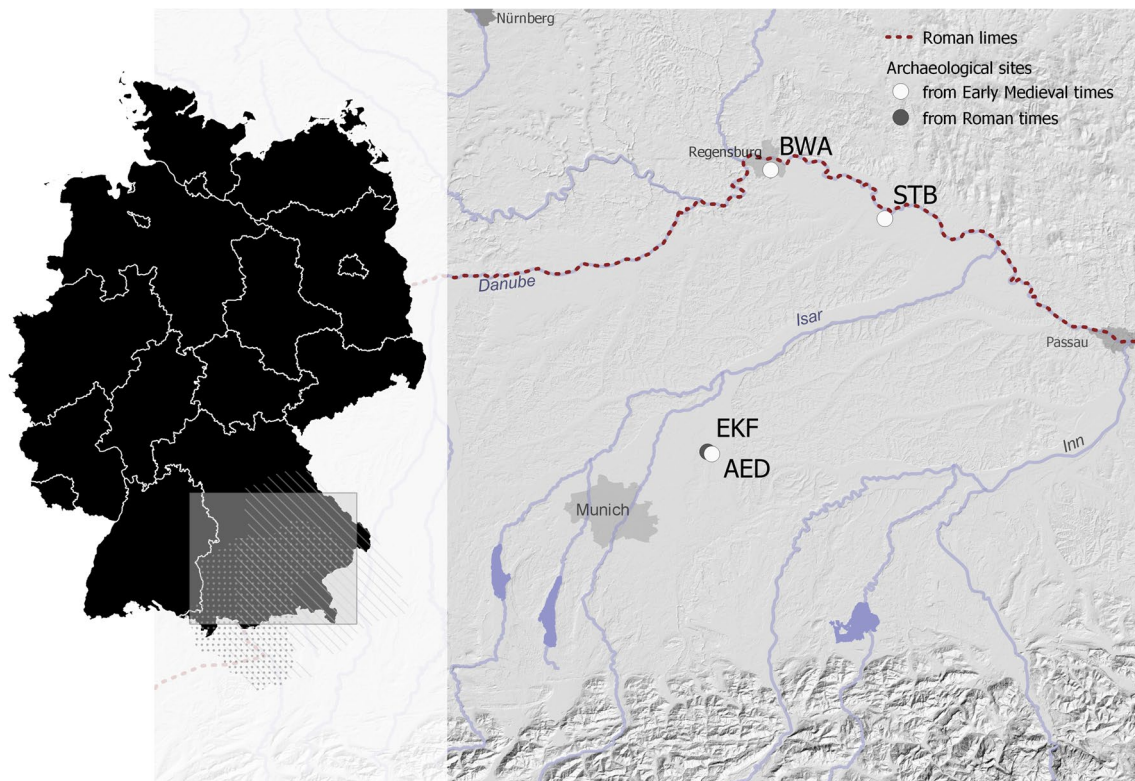 Nürnberg
Roman limes
Archaeological sites
from Early Medieval times
from Roman times
Regensburg
BWA
STB
Danube
Isar
Passau
EKF
AED
Inn
Munich